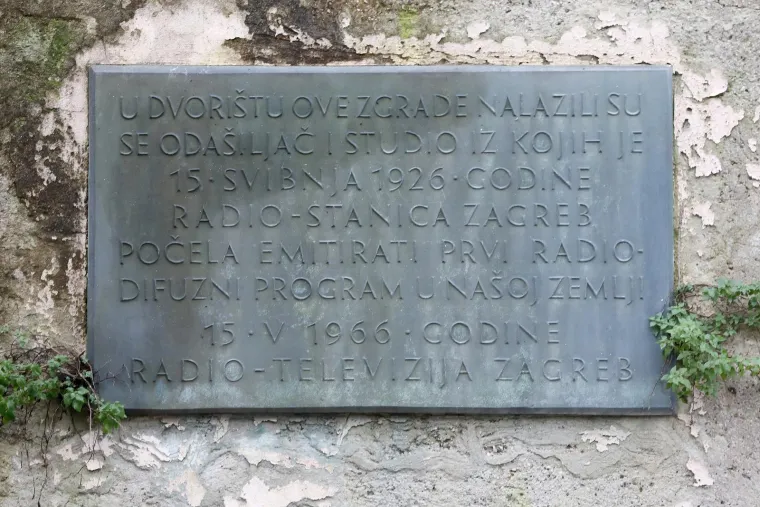 U DVORIŠTU OVE ZGRADE NALAZILI SU
SE ODAŠILJAČ I STUDIO IZ KOJIH JE
15 · SVIBNJA 1926 · GODINE
RADIO-STANICA ZAGREB
POČELA EMITIRATI PRVI RADIO-
DIFUZNI PROGRAM U NAŠOJ ZEMLJI
15 · V · 1966 · GODINE
RADIO-TELEVIZIJA ZAGREB